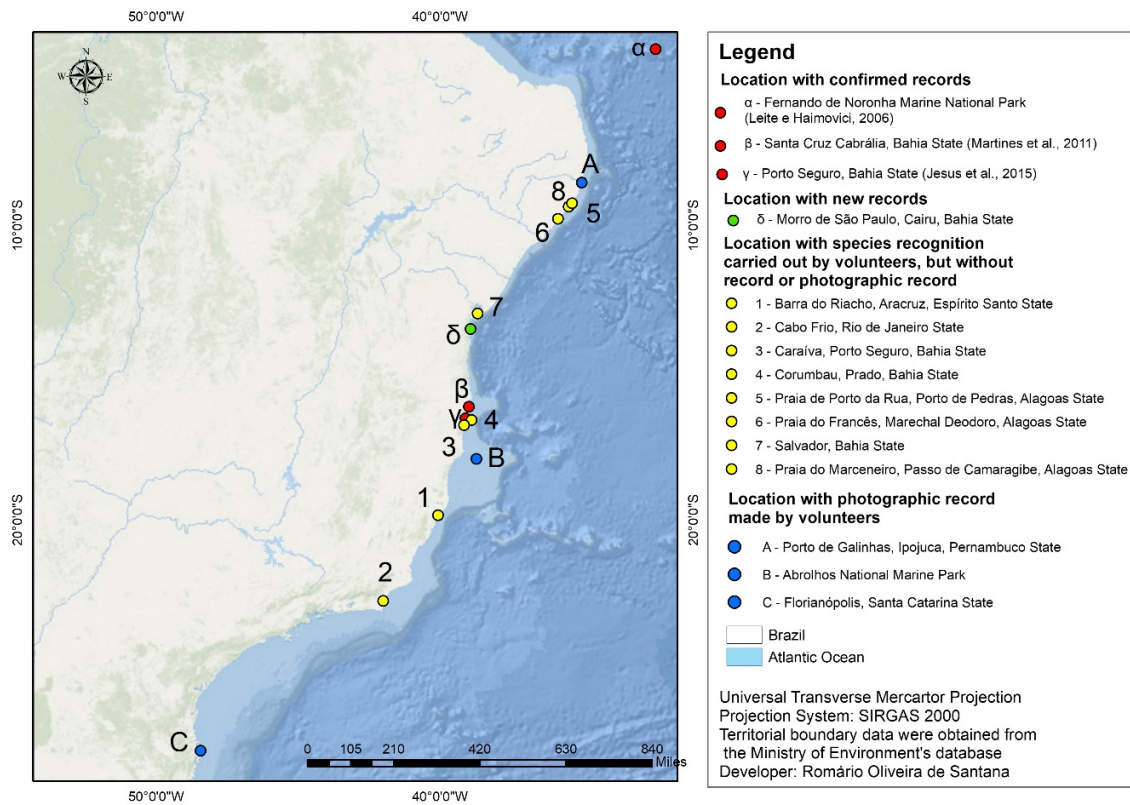 50°0'0"W
40°0'0"W
N
W
E
S
α
A
8
5
6
7
δ
β
γ
4
3
B
1
2
C
10°0'0"S
20°0'0"S
10°0'0"S
20°0'0"S
0 105 210 420 630 840
Miles
50°0'0"W
40°0'0"W
Legend
Location with confirmed records
α - Fernando de Noronha Marine National Park
(Leite e Haimovici, 2006)
β - Santa Cruz Cabrália, Bahia State (Martines et al., 2011)
γ - Porto Seguro, Bahia State (Jesus et al., 2015)
Location with new records
δ - Morro de São Paulo, Cairu, Bahia State
Location with species recognition
carried out by volunteers, but without
record or photographic record
1 - Barra do Riacho, Aracruz, Espírito Santo State
2 - Cabo Frio, Rio de Janeiro State
3 - Caraíva, Porto Seguro, Bahia State
4 - Corumbau, Prado, Bahia State
5 - Praia de Porto da Rua, Porto de Pedras, Alagoas State
6 - Praia do Francês, Marechal Deodoro, Alagoas State
7 - Salvador, Bahia State
8 - Praia do Marceneiro, Passo de Camaragibe, Alagoas State
Location with photographic record
made by volunteers
A - Porto de Galinhas, Ipojuca, Pernambuco State
B - Abrolhos National Marine Park
C - Florianópolis, Santa Catarina State
Brazil
Atlantic Ocean
Universal Transverse Mercartor Projection
Projection System: SIRGAS 2000
Territorial boundary data were obtained from
the Ministry of Environment's database
Developer: Romário Oliveira de Santana